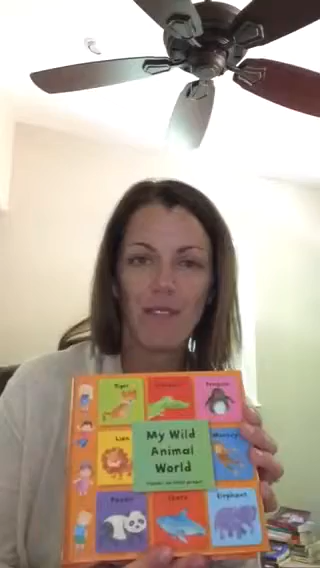 Tiger
Penguin
Lion
My Wild
Animal
World
Monkey
Panda
Shark
Elephant